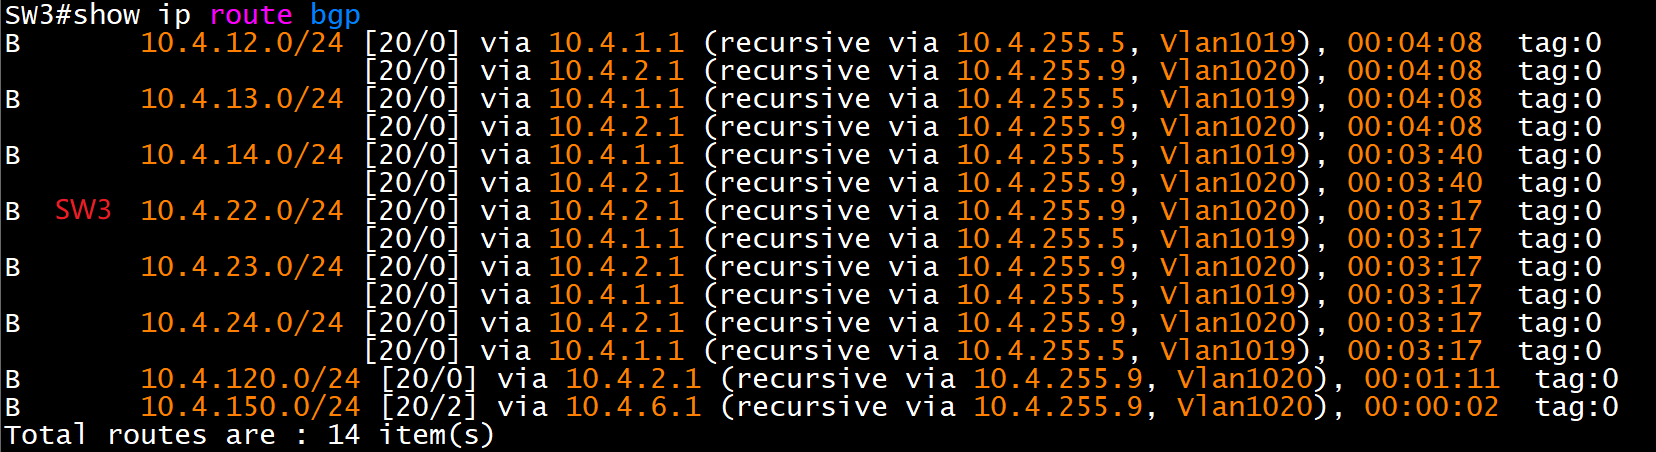 SW3#show ip route bgp
B       10.4.12.0/24 [20/0] via 10.4.1.1 (recursive via 10.4.255.5, Vlan1019), 00:04:08  tag:0
                     [20/0] via 10.4.2.1 (recursive via 10.4.255.9, Vlan1020), 00:04:08  tag:0
B       10.4.13.0/24 [20/0] via 10.4.1.1 (recursive via 10.4.255.5, Vlan1019), 00:04:08  tag:0
                     [20/0] via 10.4.2.1 (recursive via 10.4.255.9, Vlan1020), 00:04:08  tag:0
B       10.4.14.0/24 [20/0] via 10.4.1.1 (recursive via 10.4.255.5, Vlan1019), 00:03:40  tag:0
                     [20/0] via 10.4.2.1 (recursive via 10.4.255.9, Vlan1020), 00:03:40  tag:0
B  SW3  10.4.22.0/24 [20/0] via 10.4.2.1 (recursive via 10.4.255.9, Vlan1020), 00:03:17  tag:0
                     [20/0] via 10.4.1.1 (recursive via 10.4.255.5, Vlan1019), 00:03:17  tag:0
B       10.4.23.0/24 [20/0] via 10.4.2.1 (recursive via 10.4.255.9, Vlan1020), 00:03:17  tag:0
                     [20/0] via 10.4.1.1 (recursive via 10.4.255.5, Vlan1019), 00:03:17  tag:0
B       10.4.24.0/24 [20/0] via 10.4.2.1 (recursive via 10.4.255.9, Vlan1020), 00:03:17  tag:0
                     [20/0] via 10.4.1.1 (recursive via 10.4.255.5, Vlan1019), 00:03:17  tag:0
B       10.4.120.0/24 [20/0] via 10.4.2.1 (recursive via 10.4.255.9, Vlan1020), 00:01:11  tag:0
B       10.4.150.0/24 [20/2] via 10.4.6.1 (recursive via 10.4.255.9, Vlan1020), 00:00:02  tag:0
Total routes are : 14 item(s)